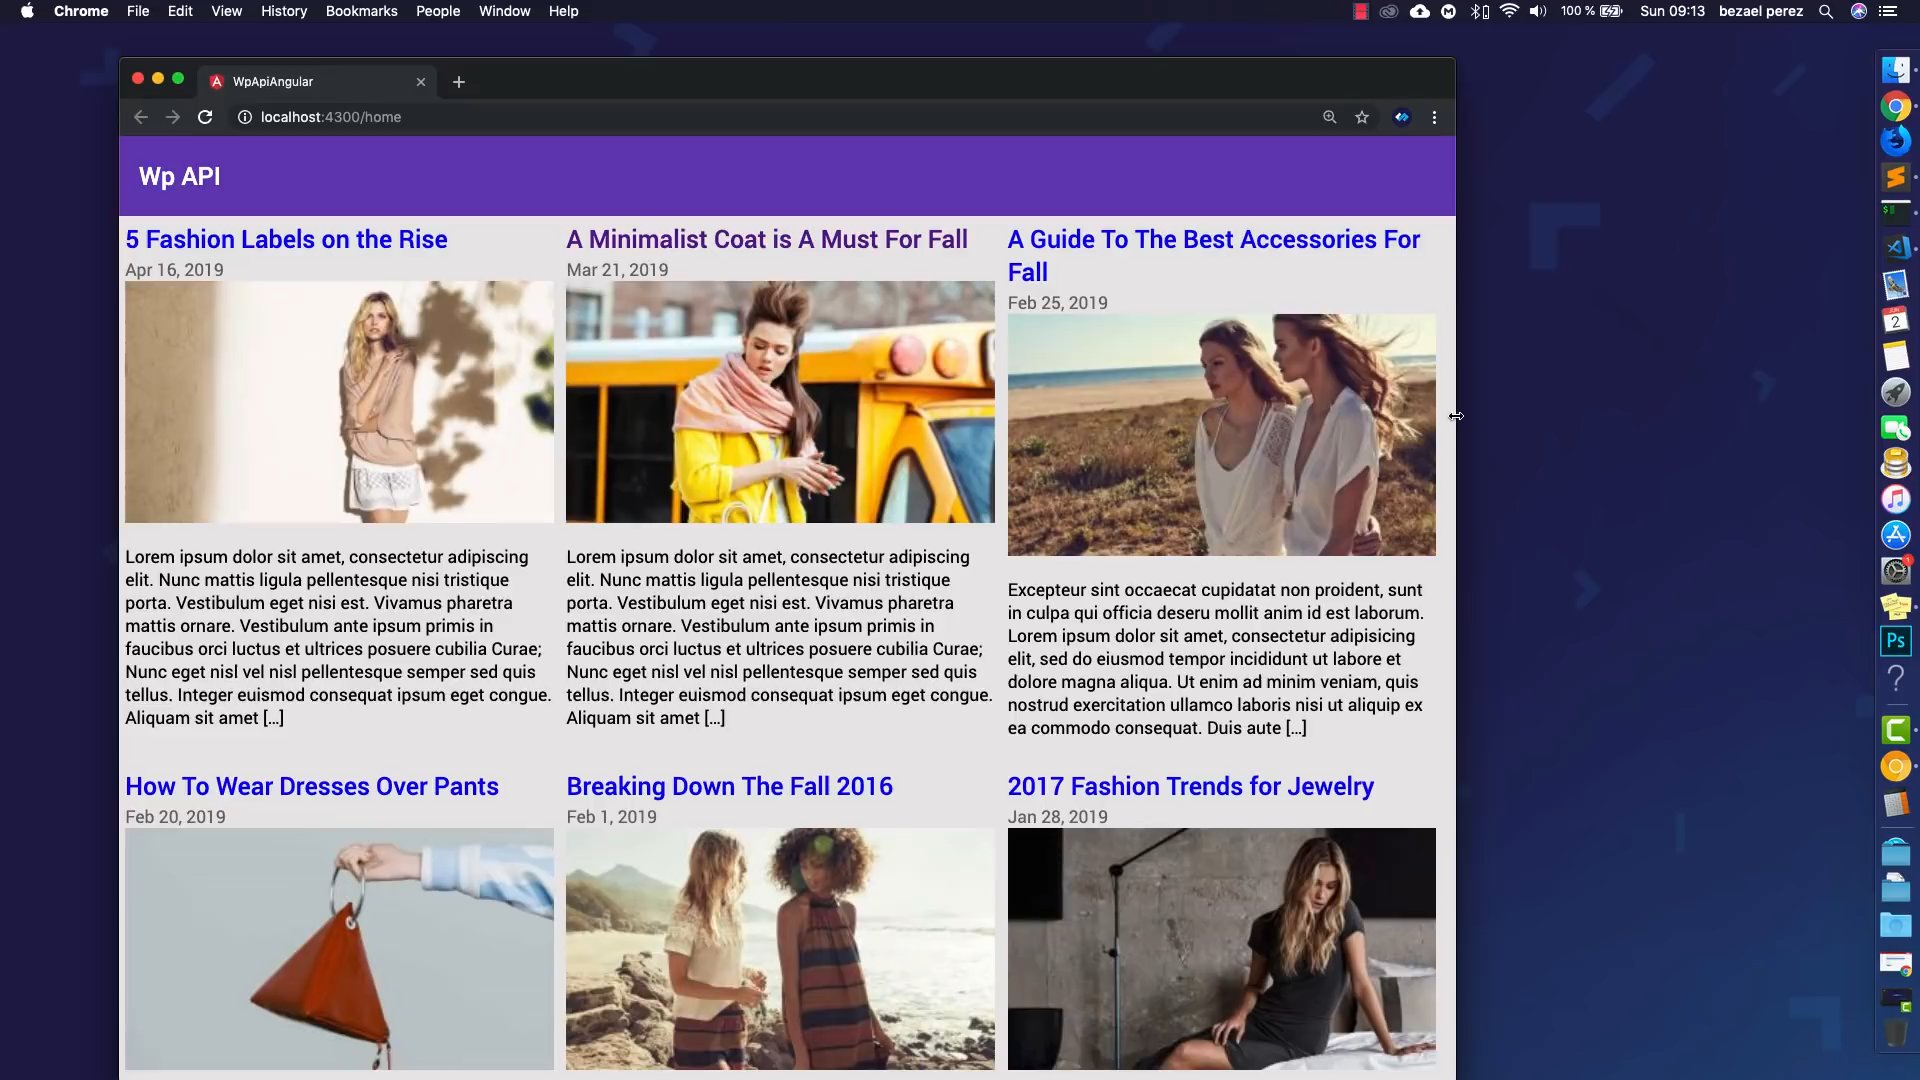 Chrome File Edit View History Bookmarks People Window Help
100 % Sun 09:13 bezael perez
WpApiAngular
localhost:4300/home
Wp API
5 Fashion Labels on the Rise
Apr 16, 2019
Lorem ipsum dolor sit amet, consectetur adipiscing
elit. Nunc mattis ligula pellentesque nisi tristique
porta. Vestibulum eget nisi est. Vivamus pharetra
mattis ornare. Vestibulum ante ipsum primis in
faucibus orci luctus et ultrices posuere cubilia Curae;
Nunc eget nisl vel nisl pellentesque semper sed quis
tellus. Integer euismod consequat ipsum eget congue.
Aliquam sit amet [...]
A Minimalist Coat is A Must For Fall
Mar 21, 2019
Lorem ipsum dolor sit amet, consectetur adipiscing
elit. Nunc mattis ligula pellentesque nisi tristique
porta. Vestibulum eget nisi est. Vivamus pharetra
mattis ornare. Vestibulum ante ipsum primis in
faucibus orci luctus et ultrices posuere cubilia Curae;
Nunc eget nisl vel nisl pellentesque semper sed quis
tellus. Integer euismod consequat ipsum eget congue.
Aliquam sit amet [...]
A Guide To The Best Accessories For
Fall
Feb 25, 2019
Excepteur sint occaecat cupidatat non proident, sunt
in culpa qui officia deseru mollit anim id est laborum.
Lorem ipsum dolor sit amet, consectetur adipisicing
elit, sed do eiusmod tempor incididunt ut labore et
dolore magna aliqua. Ut enim ad minim veniam, quis
nostrud exercitation ullamco laboris nisi ut aliquip ex
ea commodo consequat. Duis aute [...]
How To Wear Dresses Over Pants
Feb 20, 2019
Breaking Down The Fall 2016
Feb 1, 2019
2017 Fashion Trends for Jewelry
Jan 28, 2019
2
1
Ps